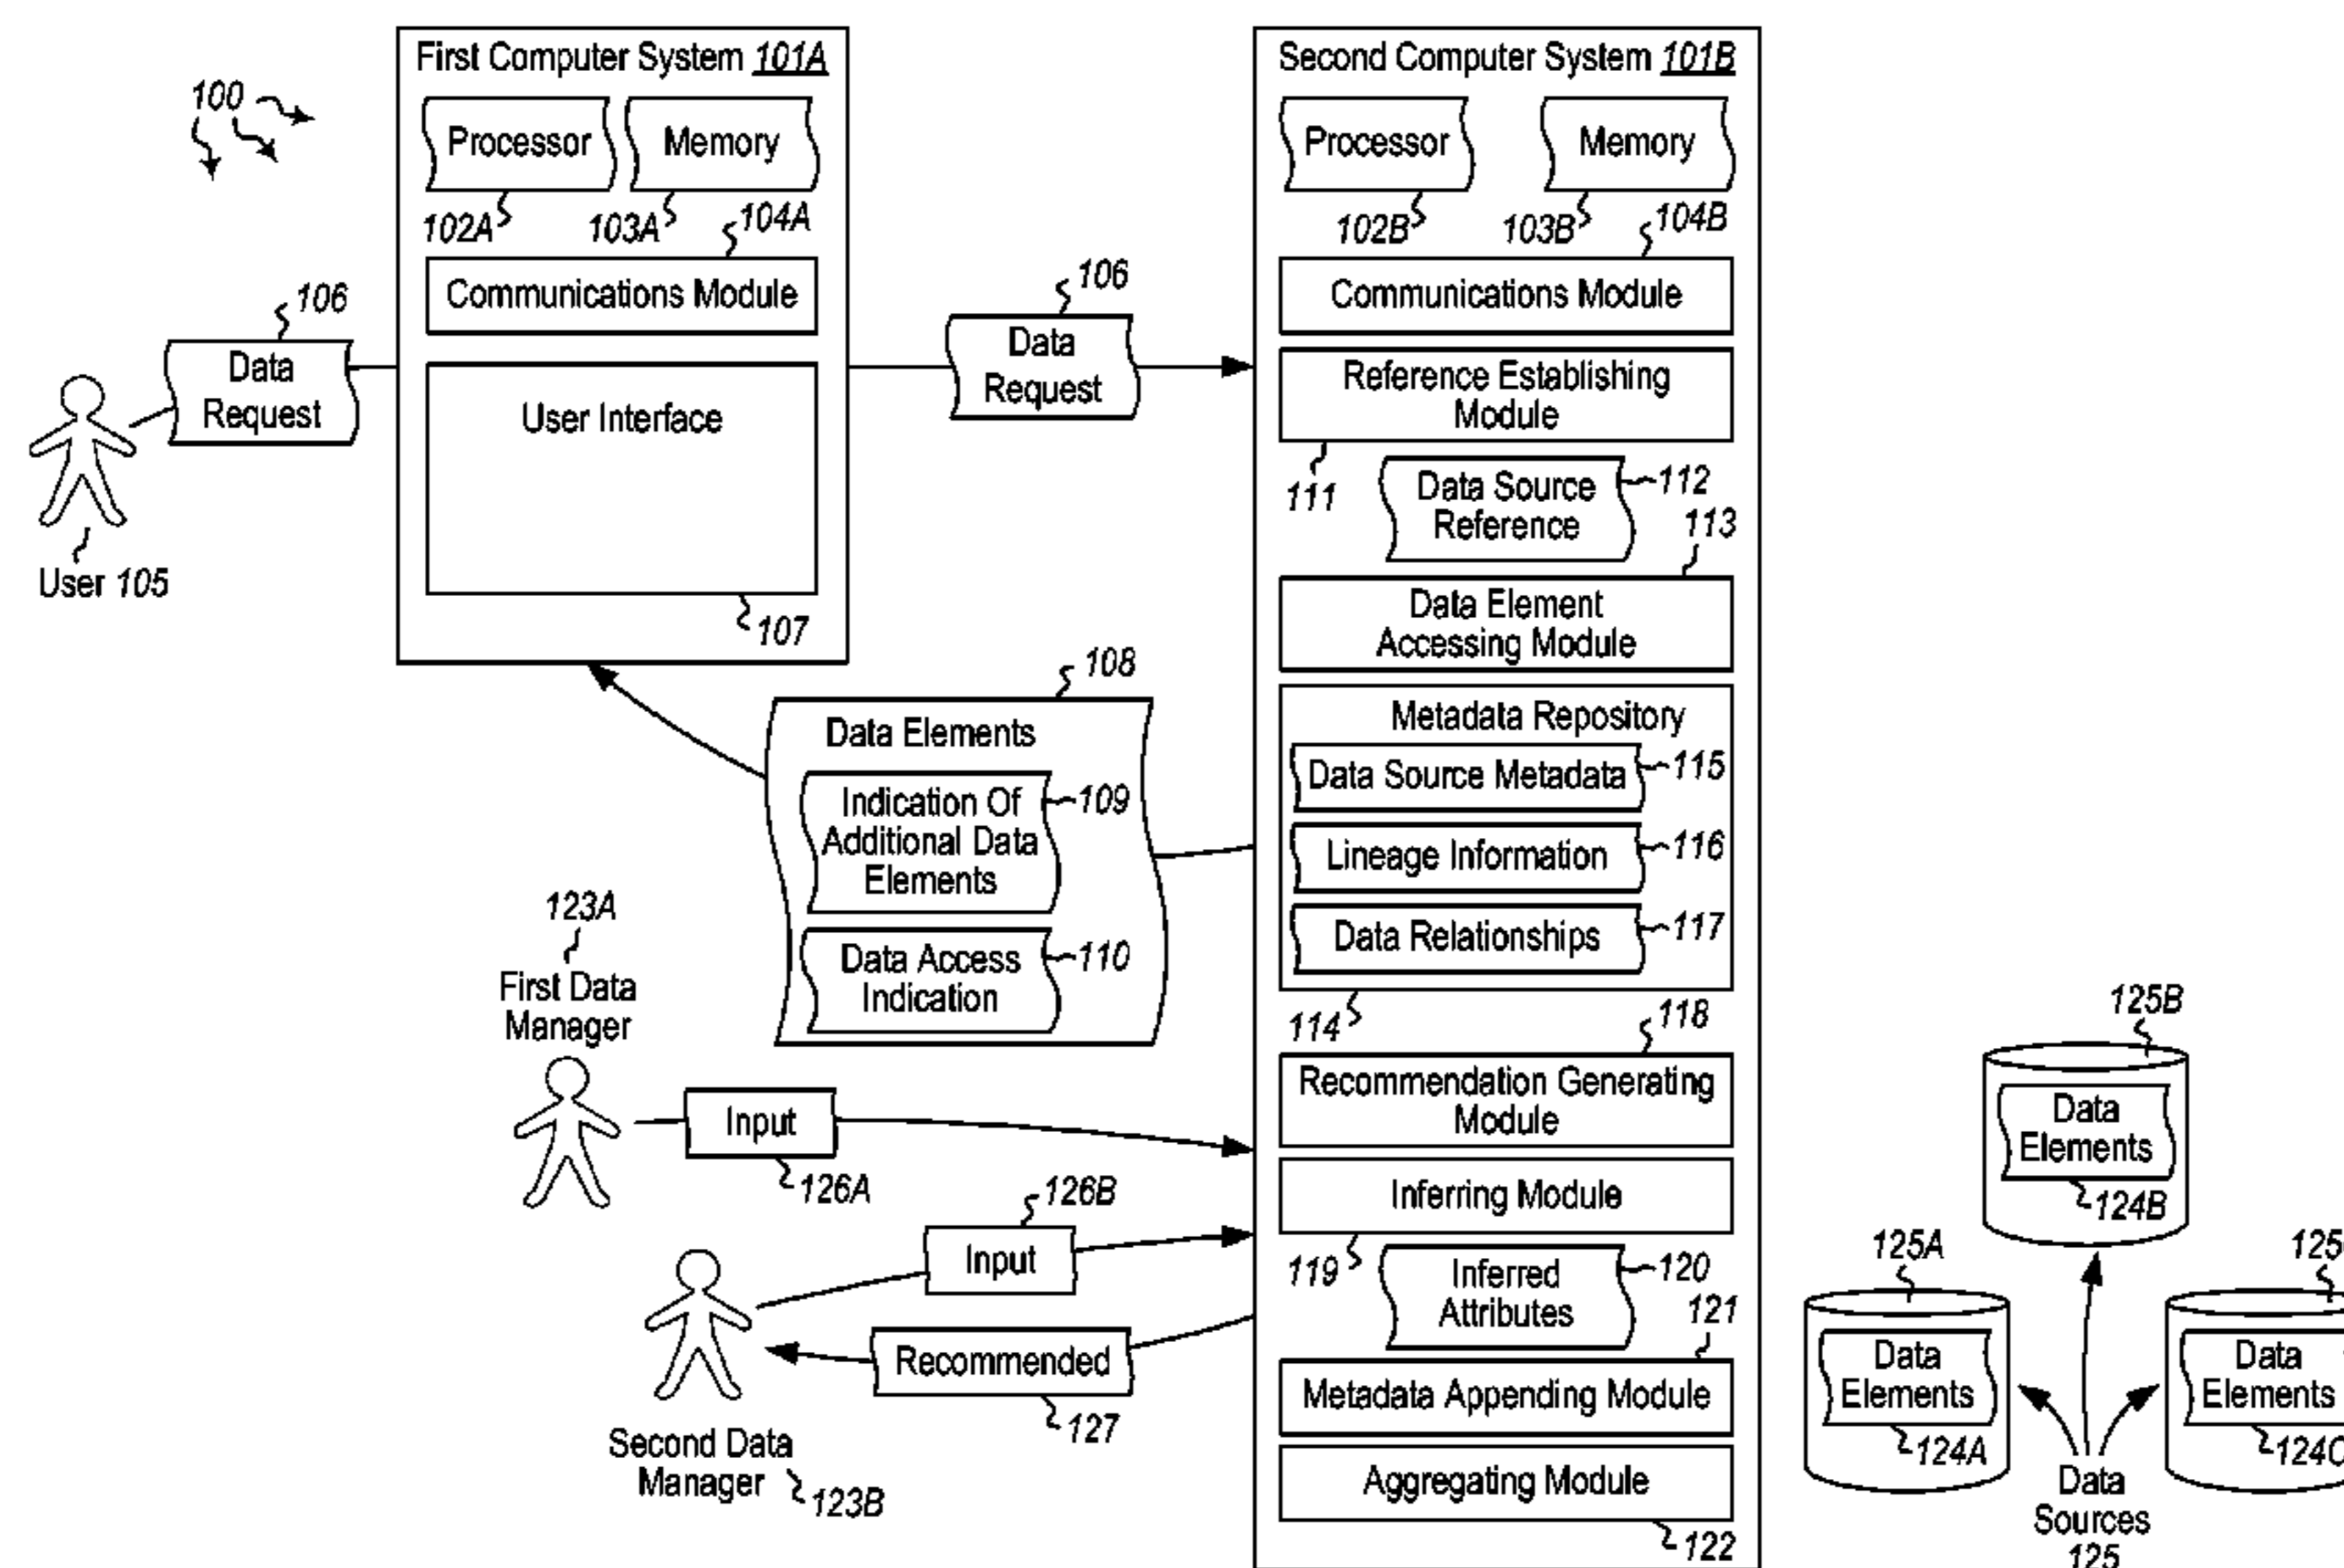 100
First Computer System 101A
Processor
Memory
102A
103A
104A
Communications Module
User Interface
107
106
Data
Request
User 105
106
Data
Request
Second Computer System 101B
Processor
Memory
102B
103B
104B
Communications Module
Reference Establishing
Module
111
Data Source
Reference
112
113
Data Element
Accessing Module
Metadata Repository
Data Source Metadata
115
Lineage Information
116
Data Relationships
117
114
118
Recommendation Generating
Module
Inferring Module
119
Inferred
Attributes
120
121
Metadata Appending Module
Aggregating Module
122
108
Data Elements
Indication Of
Additional Data
Elements
109
Data Access
Indication
110
123A
First Data
Manager
Input
126A
126B
Input
Recommended
127
Second Data
Manager
123B
125B
Data
Elements
124B
125A
Data
Elements
124A
125
Data
Elements
124C
Data
Sources
125